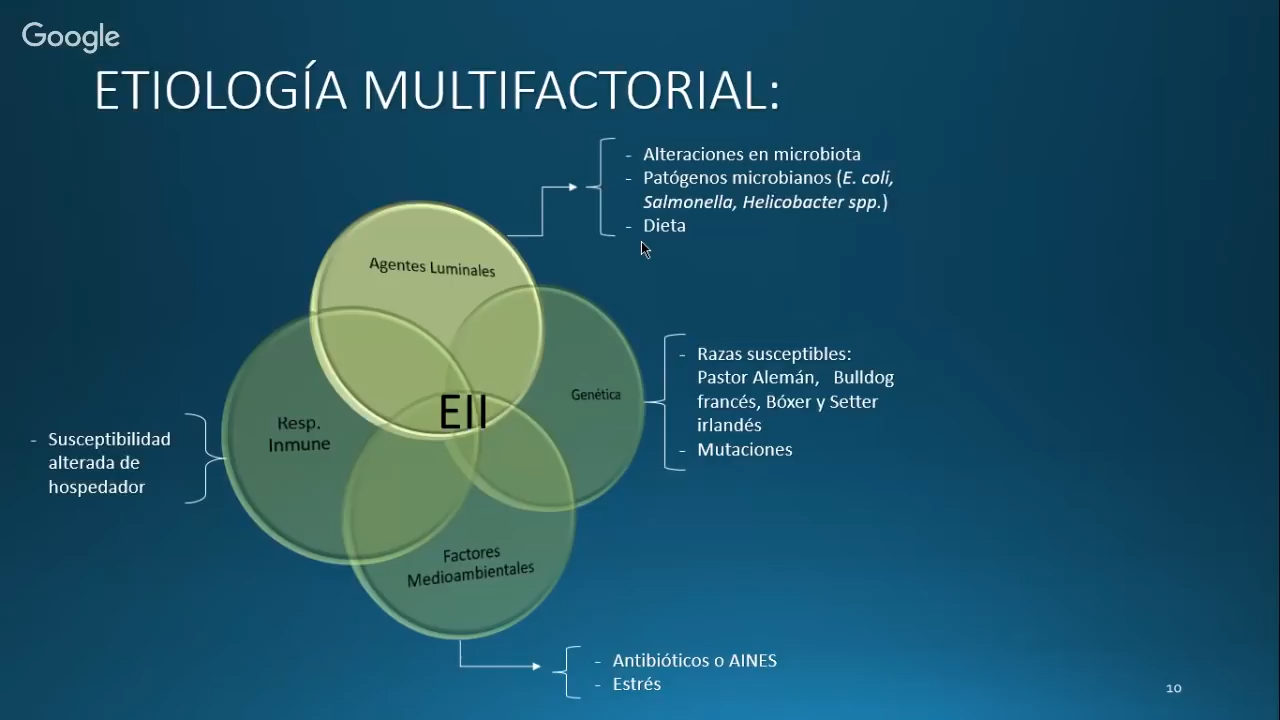 Google
ETIOLOGÍA MULTIFACTORIAL:
- Alteraciones en microbiota
- Patógenos microbianos (E. coli,
Salmonella, Helicobacter spp.)
- Dieta
Agentes Luminales
Genética
- Razas susceptibles:
Pastor Alemán, Bulldog
francés, Bóxer y Setter
irlandés
- Mutaciones
EII
Resp.
Inmune
- Susceptibilidad
alterada de
hospedador
Factores
Medioambientales
- Antibióticos o AINES
- Estrés
10